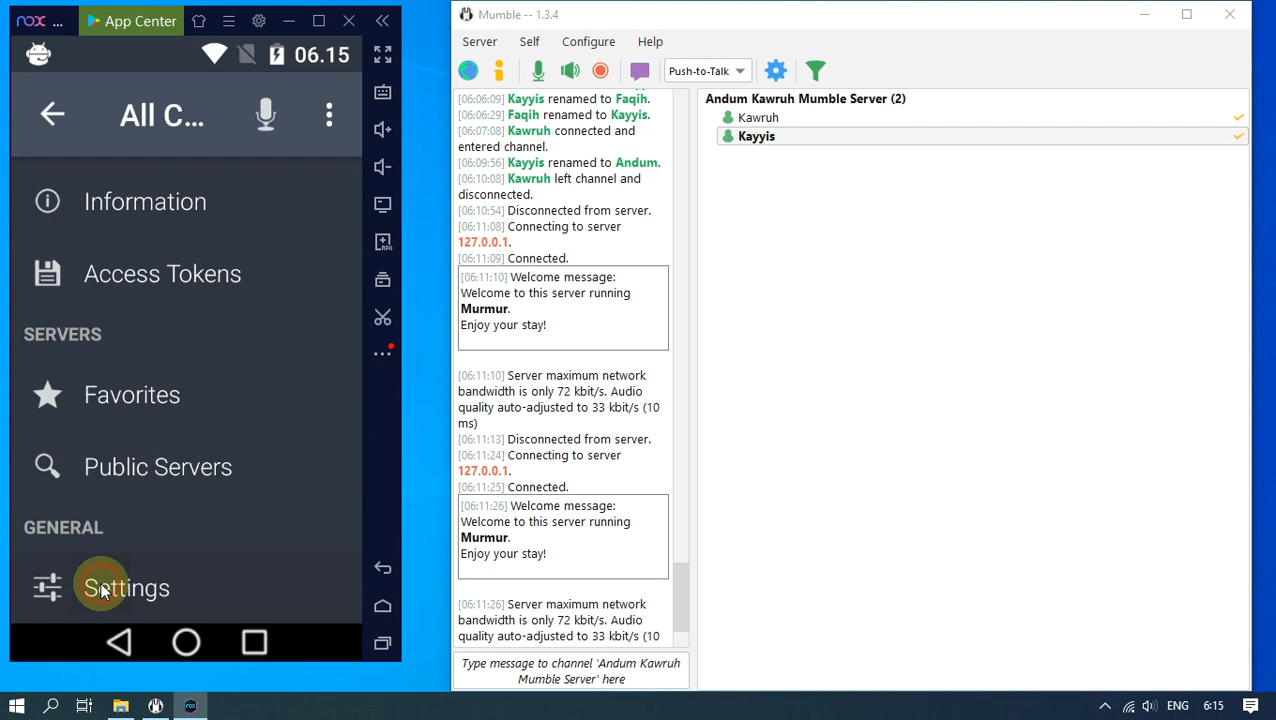 nox ...
App Center
06.15
All C...
Information
Access Tokens
SERVERS
Favorites
Public Servers
GENERAL
Settings
Mumble -- 1.3.4
Server Self Configure Help
Push-to-Talk
[06:06:09] Kayyis renamed to Faqih.
[06:06:29] Faqih renamed to Kayyis.
[06:07:08] Kawruh connected and
entered channel.
[06:09:56] Kayyis renamed to Andum.
[06:10:08] Kawruh left channel and
disconnected.
[06:10:54] Disconnected from server.
[06:11:08] Connecting to server
127.0.0.1.
[06:11:09] Connected.
[06:11:10] Welcome message:
Welcome to this server running
Murmur.
Enjoy your stay!
[06:11:10] Server maximum network
bandwidth is only 72 kbit/s. Audio
quality auto-adjusted to 33 kbit/s (10
ms)
[06:11:13] Disconnected from server.
[06:11:24] Connecting to server
127.0.0.1.
[06:11:25] Connected.
[06:11:26] Welcome message:
Welcome to this server running
Murmur.
Enjoy your stay!
[06:11:26] Server maximum network
bandwidth is only 72 kbit/s. Audio
quality auto-adjusted to 33 kbit/s (10
Type message to channel 'Andum Kawruh
Mumble Server' here
Andum Kawruh Mumble Server (2)
Kawruh
Kayyis
ENG 6:15